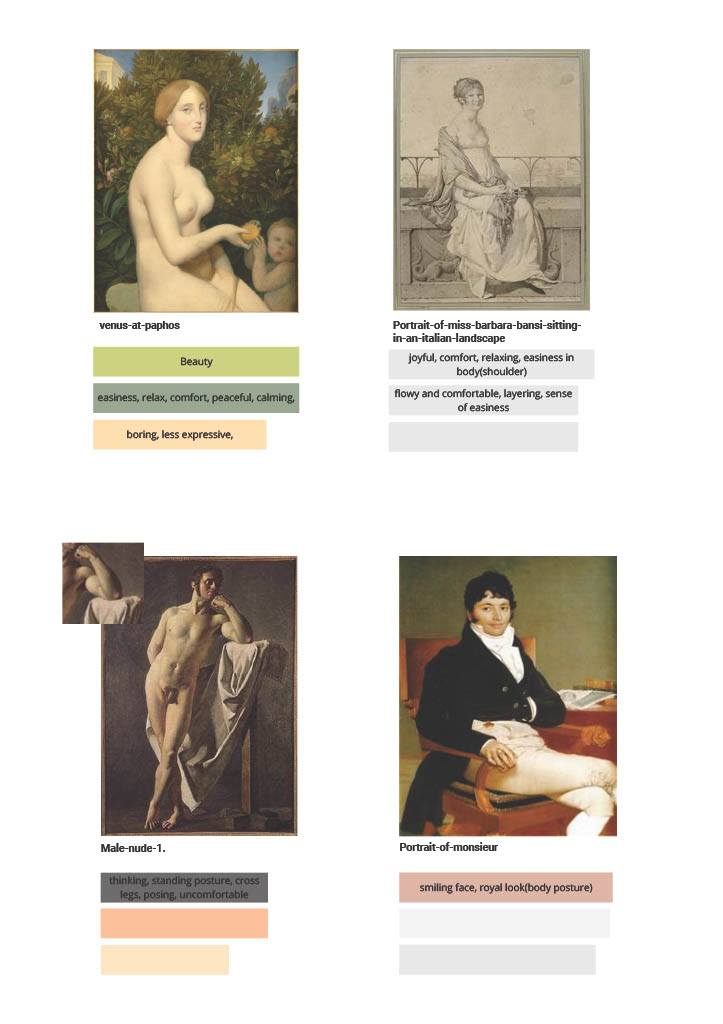 venus-at-paphos
Beauty
easiness, relax, comfort, peaceful, calming,
boring, less expressive,
Portrait-of-miss-barbara-bansi-sitting-
in-an-italian-landscape
joyful, comfort, relaxing, easiness in
body(shoulder)
flowy and comfortable, layering, sense
of easiness
Male-nude-1.
thinking, standing posture, cross
legs, posing, uncomfortable
Portrait-of-monsieur
smiling face, royal look(body posture)